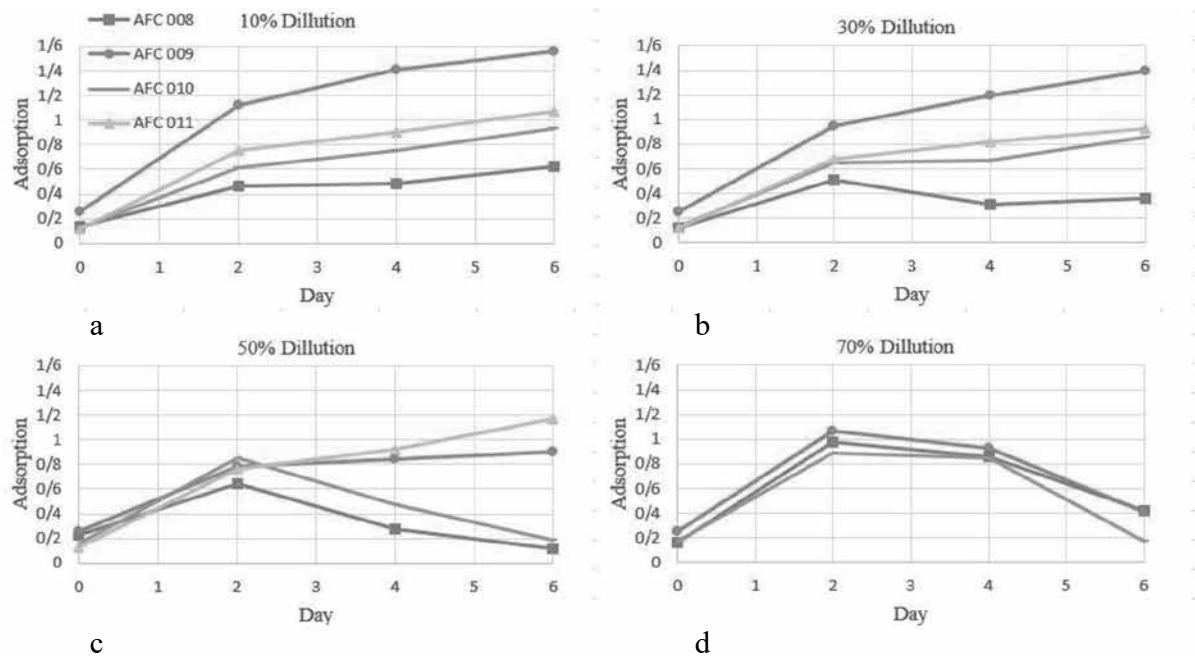 10% Dillution
AFC 008
AFC 009
AFC 010
AFC 011
Adsorption
1/6
1/4
1/2
1
0/8
0/6
0/4
0/2
0
0 1 2 3 4 5 6
Day
a
30% Dillution
Adsorption
1/6
1/4
1/2
1
0/8
0/6
0/4
0/2
0
0 1 2 3 4 5 6
Day
b
50% Dillution
Adsorption
1/6
1/4
1/2
1
0/8
0/6
0/4
0/2
0
0 1 2 3 4 5 6
Day
c
70% Dillution
Adsorption
1/6
1/4
1/2
1
0/8
0/6
0/4
0/2
0
0 1 2 3 4 5 6
Day
d